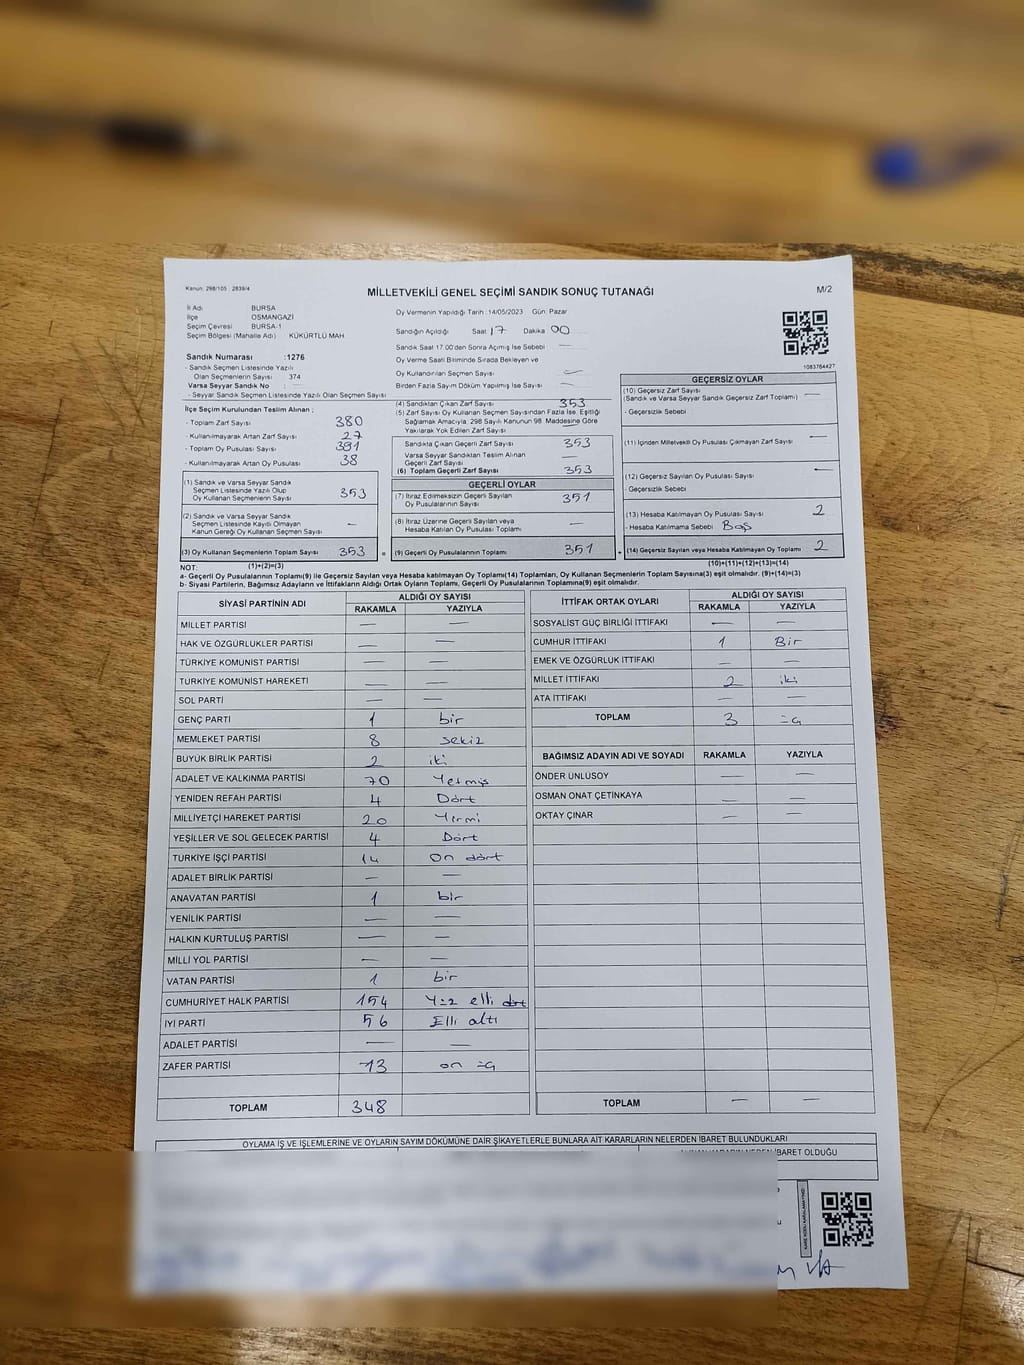 Kanun: 298/105 : 2839/4
MİLLETVEKİLİ GENEL SEÇİMİ SANDIK SONUÇ TUTANAĞI
M/2
İl Adı BURSA
İlçe OSMANGAZİ
Seçim Çevresi BURSA-1
Seçim Bölgesi (Mahalle Adı) : KÜKÜRTLÜ MAH
Sandık Numarası :1276
- Sandık Seçmen Listesinde Yazılı
Olan Seçmenlerin Sayısı 374
Varsa Seyyar Sandık No :
- Seyyar Sandık Seçmen Listesinde Yazılı Olan Seçmen Sayısı
Oy Vermenin Yapıldığı Tarih :14/05/2023 Gün: Pazar
Sandığın Açıldığı Saat 17 Dakika 00
Sandık Saat 17:00'den Sonra Açılmış İse Sebebi —
Oy Verme Saati Bitiminde Sırada Bekleyen ve
Oy Kullandırılan Seçmen Sayısı —
Birden Fazla Sayım Döküm Yapılmış İse Sayısı —
1083764427
İlçe Seçim Kurulundan Teslim Alınan ;
- Toplam Zarf Sayısı 380
- Kullanılmayarak Artan Zarf Sayısı 27
- Toplam Oy Pusulası Sayısı 391
- Kullanılmayarak Artan Oy Pusulası 38
(1) Sandık ve Varsa Seyyar Sandık
Seçmen Listesinde Yazılı Olup
Oy Kullanan Seçmenlerin Sayısı 353
(2) Sandık ve Varsa Seyyar Sandık
Seçmen Listesinde Kayıtlı Olmayan
Kanun Gereği Oy Kullanan Seçmen Sayısı —
(3) Oy Kullanan Seçmenlerin Toplam Sayısı 353
(4) Sandıktan Çıkan Zarf Sayısı 353
(5) Zarf Sayısı Oy Kullanan Seçmen Sayısından Fazla İse, Eşitliği
Sağlamak Amacıyla; 298 Sayılı Kanunun 98. Maddesine Göre
Yakılarak Yok Edilen Zarf Sayısı —
Sandıkta Çıkan Geçerli Zarf Sayısı 353
Varsa Seyyar Sandıktan Teslim Alınan
Geçerli Zarf Sayısı —
(6) Toplam Geçerli Zarf Sayısı 353
GEÇERLİ OYLAR
(7) İtiraz Edilmeksizin Geçerli Sayılan
Oy Pusulalarının Sayısı 351
(8) İtiraz Üzerine Geçerli Sayılan veya
Hesaba Katılan Oy Pusulası Toplamı —
= (9) Geçerli Oy Pusulalarının Toplamı 351
GEÇERSİZ OYLAR
(10) Geçersiz Zarf Sayısı
(Sandık ve Varsa Seyyar Sandık Geçersiz Zarf Toplamı) —
- Geçersizlik Sebebi
(11) İçinden Milletvekili Oy Pusulası Çıkmayan Zarf Sayısı —
(12) Geçersiz Sayılan Oy Pusulası Sayısı —
- Geçersizlik Sebebi
(13) Hesaba Katılmayan Oy Pusulası Sayısı 2
- Hesaba Katılmama Sebebi Boş
+ (14) Geçersiz Sayılan veya Hesaba Katılmayan Oy Toplamı 2
NOT: (1)+(2)=(3) (10)+(11)+(12)+(13)=(14)
a- Geçerli Oy Pusulalarının Toplamı(9) ile Geçersiz Sayılan veya Hesaba katılmayan Oy Toplamı(14) Toplamları, Oy Kullanan Seçmenlerin Toplam Sayısına(3) eşit olmalıdır. (9)+(14)=(3)
b - Siyasi Partilerin, Bağımsız Adayların ve İttifakların Aldığı Ortak Oyların Toplamı, Geçerli Oy Pusulalarının Toplamına(9) eşit olmalıdır.
SİYASİ PARTİNİN ADI ALDIĞI OY SAYISI
RAKAMLA YAZIYLA
MİLLET PARTİSİ — —
HAK VE ÖZGÜRLÜKLER PARTİSİ — —
TÜRKİYE KOMÜNİST PARTİSİ — —
TÜRKİYE KOMÜNİST HAREKETİ — —
SOL PARTİ — —
GENÇ PARTİ 1 bir
MEMLEKET PARTİSİ 8 sekiz
BÜYÜK BİRLİK PARTİSİ 2 iki
ADALET VE KALKINMA PARTİSİ 70 Yetmiş
YENİDEN REFAH PARTİSİ 4 Dört
MİLLİYETÇİ HAREKET PARTİSİ 20 Yirmi
YEŞİLLER VE SOL GELECEK PARTİSİ 4 Dört
TÜRKİYE İŞÇİ PARTİSİ 14 on dört
ADALET BİRLİK PARTİSİ — —
ANAVATAN PARTİSİ 1 bir
YENİLİK PARTİSİ — —
HALKIN KURTULUŞ PARTİSİ — —
MİLLİ YOL PARTİSİ — —
VATAN PARTİSİ 1 bir
CUMHURİYET HALK PARTİSİ 154 Yüz elli dört
İYİ PARTİ 56 Elli altı
ADALET PARTİSİ — —
ZAFER PARTİSİ 13 on üç
TOPLAM 348
İTTİFAK ORTAK OYLARI ALDIĞI OY SAYISI
RAKAMLA YAZIYLA
SOSYALİST GÜÇ BİRLİĞİ İTTİFAKI — —
CUMHUR İTTİFAKI 1 Bir
EMEK VE ÖZGÜRLÜK İTTİFAKI — —
MİLLET İTTİFAKI 2 iki
ATA İTTİFAKI — —
TOPLAM 3 üç
BAĞIMSIZ ADAYIN ADI VE SOYADI RAKAMLA YAZIYLA
ÖNDER ÜNLÜSOY — —
OSMAN ONAT ÇETİNKAYA — —
OKTAY ÇINAR — —
TOPLAM — —
OYLAMA İŞ VE İŞLEMLERİNE VE OYLARIN SAYIM DÖKÜMÜNE DAİR ŞİKAYETLERLE BUNLARA AİT KARARLARIN NELERDEN İBARET BULUNDUKLARI
İBARET OLDUĞU